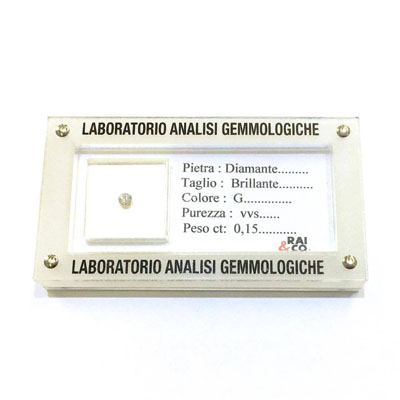 LABORATORIO ANALISI GEMMOLOGICHE
Pietra : Diamante.........
Taglio : Brillante..........
Colore : G..............
Purezza : vvs......
Peso ct: 0,15...........
RAI
&CO.
LABORATORIO ANALISI GEMMOLOGICHE